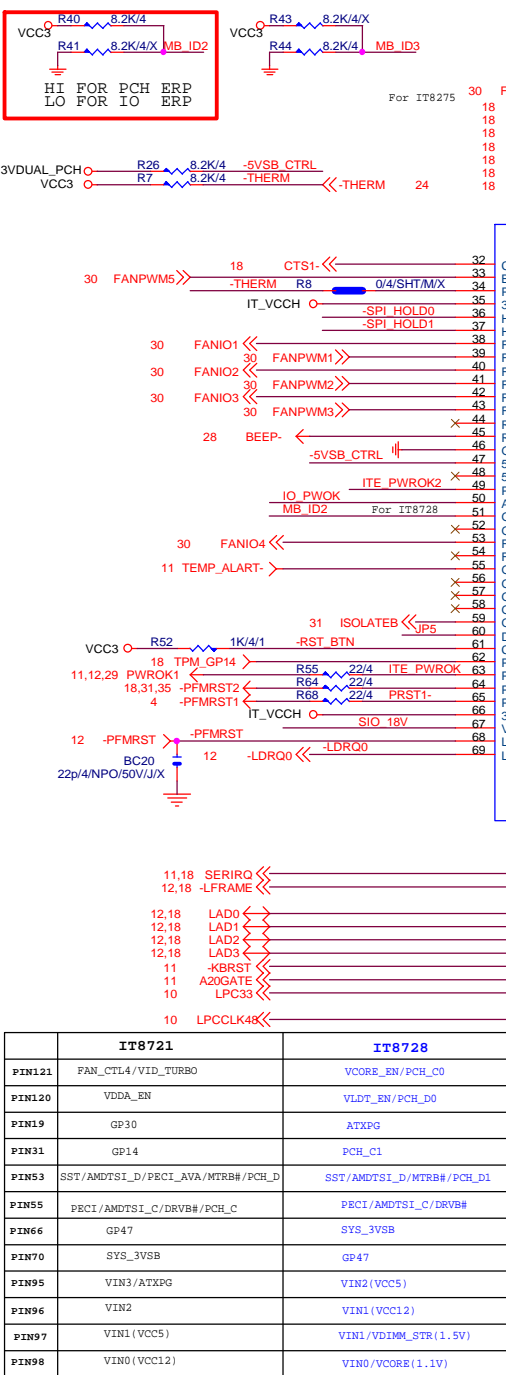 R40 8.2K/4
VCC3
R41 8.2K/4/X MB_ID2
HI FOR PCH ERP
LO FOR IO ERP
R43 8.2K/4/X
VCC3
R44 8.2K/4 MB_ID3
For IT8275
30 F
18
18
18
18
18
18
18
3VDUAL_PCH R26 8.2K/4 -5VSB_CTRL
VCC3 R7 8.2K/4 -THERM -THERM 24
18 CTS1- 32
30 FANPWM5 33
-THERM R8 0/4/SHT/M/X 34
IT_VCCH 35
-SPI_HOLD0 36
-SPI_HOLD1 37
30 FANIO1 38
30 FANPWM1 39
30 FANIO2 40
30 FANPWM2 41
30 FANIO3 42
30 FANPWM3 43
44
28 BEEP- 45
46
-5VSB_CTRL 47
48
ITE_PWROK2 49
IO_PWOK 50
MB_ID2 For IT8728 51
52
30 FANIO4 53
54
11 TEMP_ALART- 55
56
57
58
31 ISOLATEB 59
JP5 60
VCC3 R52 1K/4/1 -RST_BTN 61
18 TPM_GP14 62
11,12,29 PWROK1 R55 22/4 ITE_PWROK 63
18,31,35 -PFMRST2 R64 22/4 64
4 -PFMRST1 R68 22/4 PRST1- 65
IT_VCCH 66
SIO_18V 67
12 -PFMRST -PFMRST 68
BC20
22p/4/NPO/50V/J/X
12 -LDRQ0 -LDRQ0 69
11,18 SERIRQ
12,18 -LFRAME
12,18 LAD0
12,18 LAD1
12,18 LAD2
12,18 LAD3
11 -KBRST
11 A20GATE
10 LPC33
10 LPCCLK48
IT8721 IT8728
PIN121 FAN_CTL4/VID_TURBO VCORE_EN/PCH_C0
PIN120 VDDA_EN VLDT_EN/PCH_D0
PIN19 GP30 ATXPG
PIN31 GP14 PCH_C1
PIN53 SST/AMDTSI_D/PECI_AVA/MTRB#/PCH_D SST/AMDTSI_D/MTRB#/PCH_D1
PIN55 PECI/AMDTSI_C/DRVB#/PCH_C PECI/AMDTSI_C/DRVB#
PIN66 GP47 SYS_3VSB
PIN70 SYS_3VSB GP47
PIN95 VIN3/ATXPG VIN2(VCC5)
PIN96 VIN2 VIN1(VCC12)
PIN97 VIN1(VCC5) VIN1/VDIMM_STR(1.5V)
PIN98 VIN0(VCC12) VIN0/VCORE(1.1V)